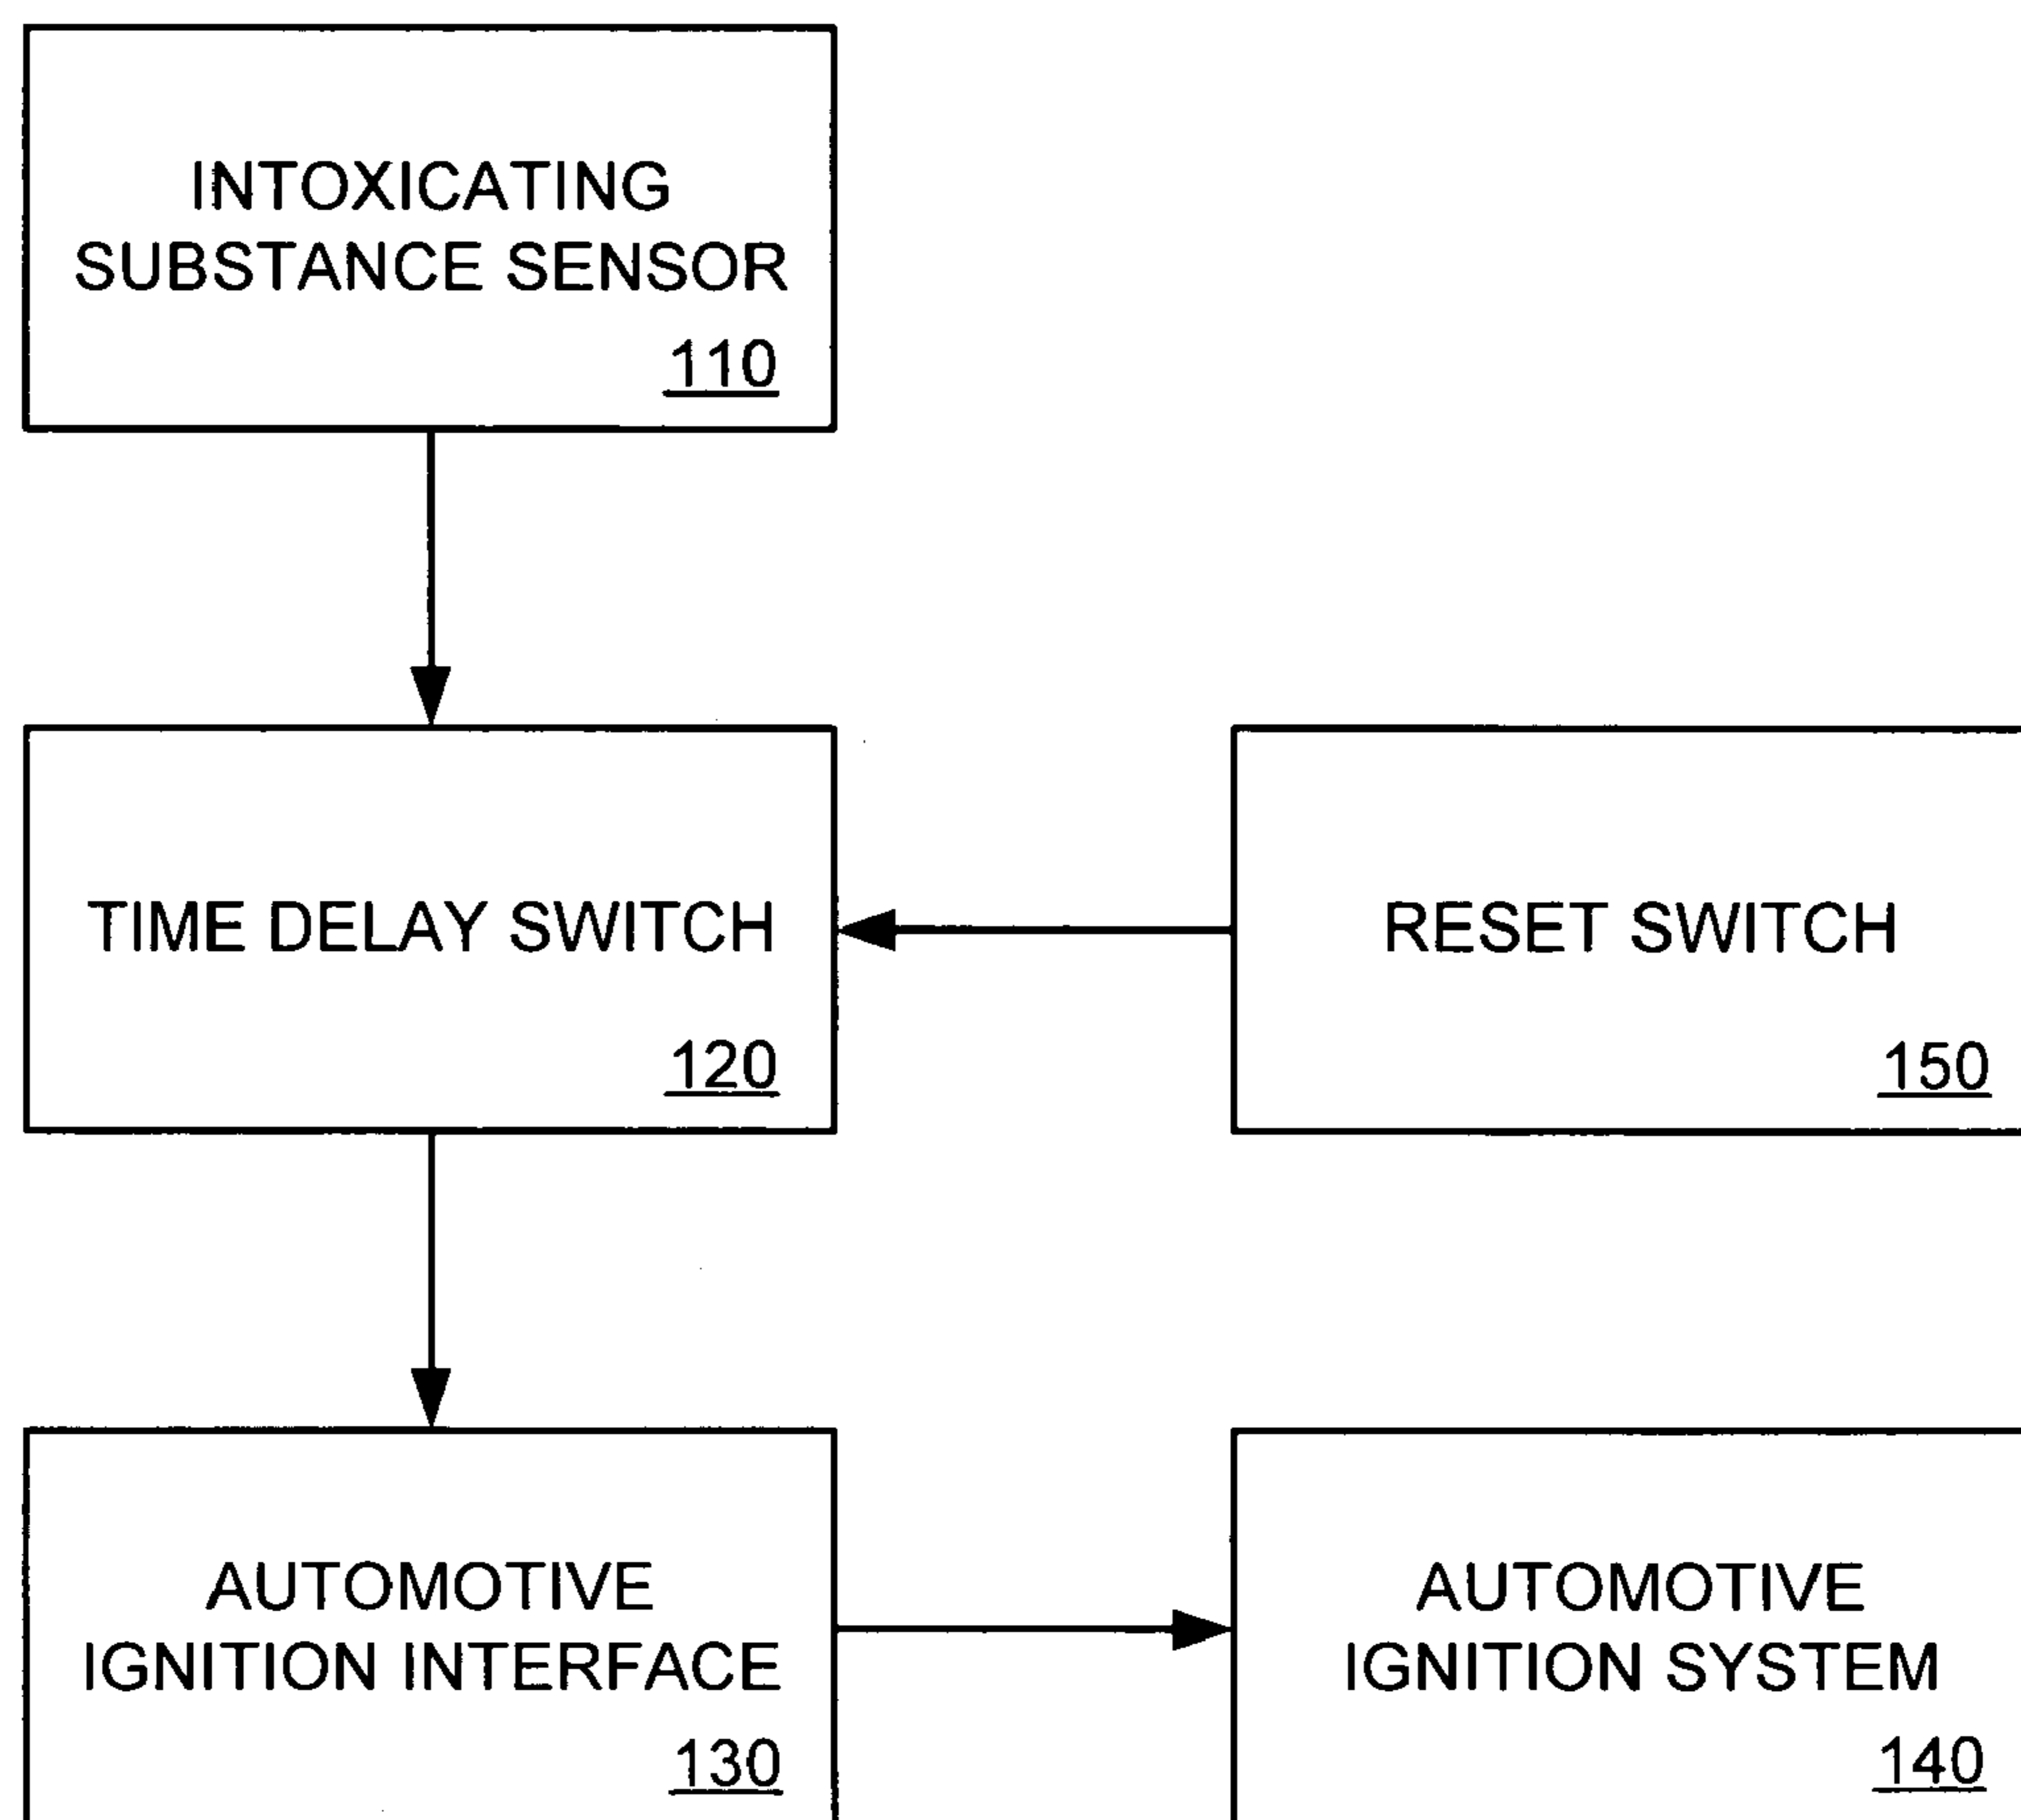 INTOXICATING
SUBSTANCE SENSOR
110
TIME DELAY SWITCH
120
RESET SWITCH
150
AUTOMOTIVE
IGNITION INTERFACE
130
AUTOMOTIVE
IGNITION SYSTEM
140